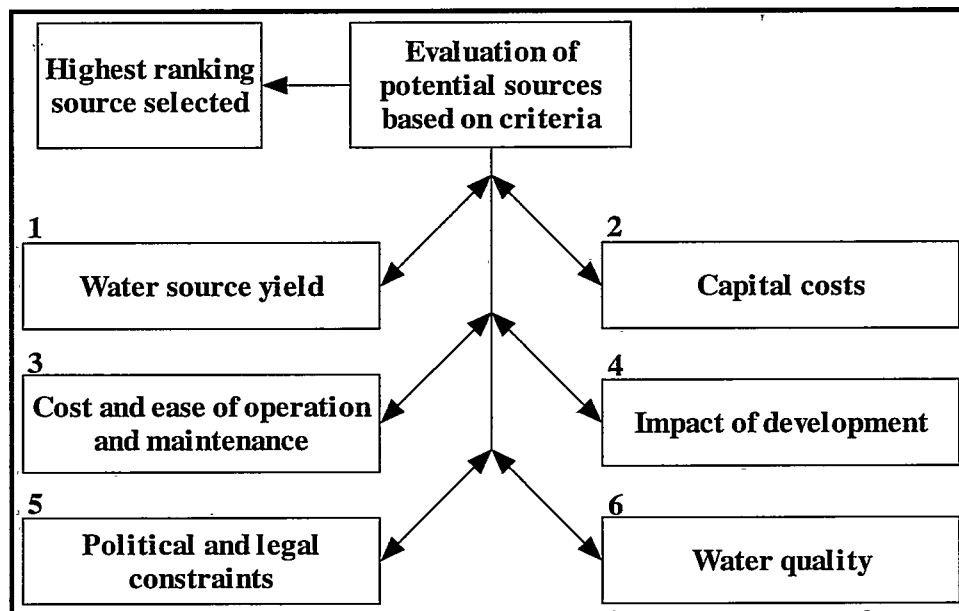 Highest ranking
source selected
Evaluation of
potential sources
based on criteria
1
Water source yield
2
Capital costs
3
Cost and ease of operation
and maintenance
4
Impact of development
5
Political and legal
constraints
6
Water quality